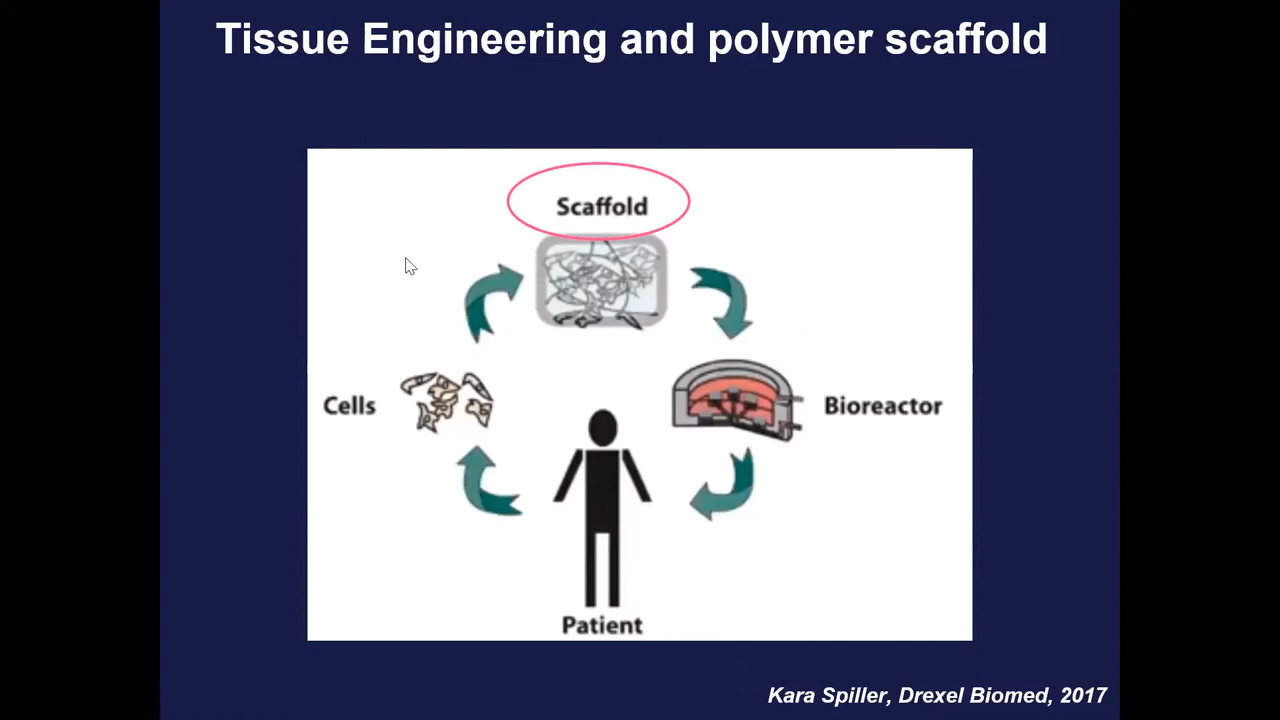 Tissue Engineering and polymer scaffold
Scaffold
Cells
Bioreactor
Patient
Kara Spiller, Drexel Biomed, 2017